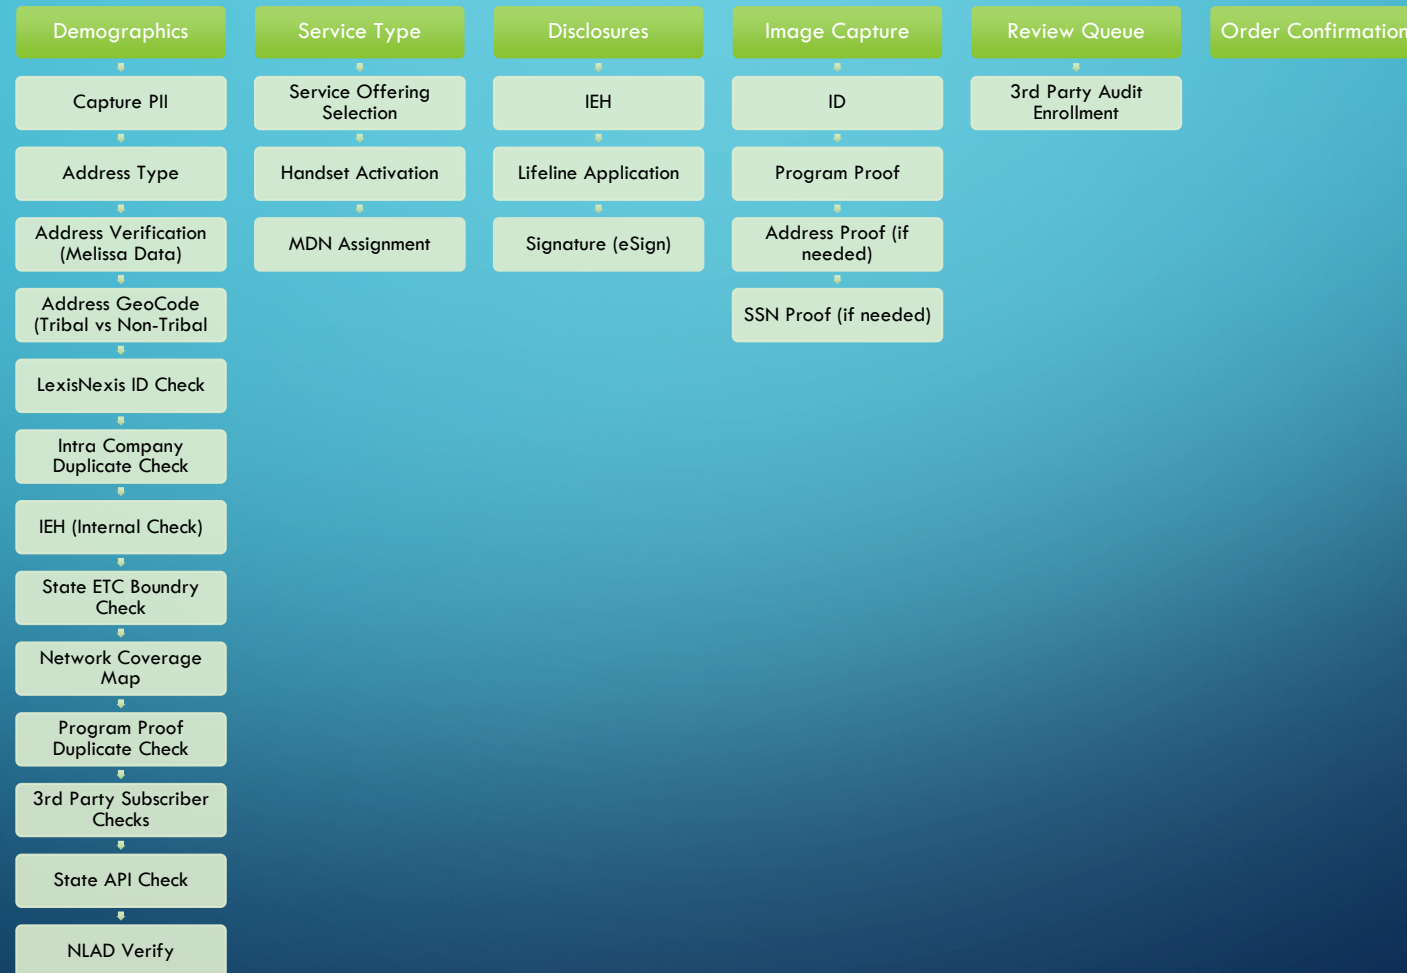 Demographics
Capture PII
Address Type
Address Verification
(Melissa Data)
Address GeoCode
(Tribal vs Non-Tribal
LexisNexis ID Check
Intra Company
Duplicate Check
IEH (Internal Check)
State ETC Boundry
Check
Network Coverage
Map
Program Proof
Duplicate Check
3rd Party Subscriber
Checks
State API Check
NLAD Verify
Service Type
Service Offering
Selection
Handset Activation
MDN Assignment
Disclosures
IEH
Lifeline Application
Signature (eSign)
Image Capture
ID
Program Proof
Address Proof (if
needed)
SSN Proof (if needed)
Review Queue
3rd Party Audit
Enrollment
Order Confirmation